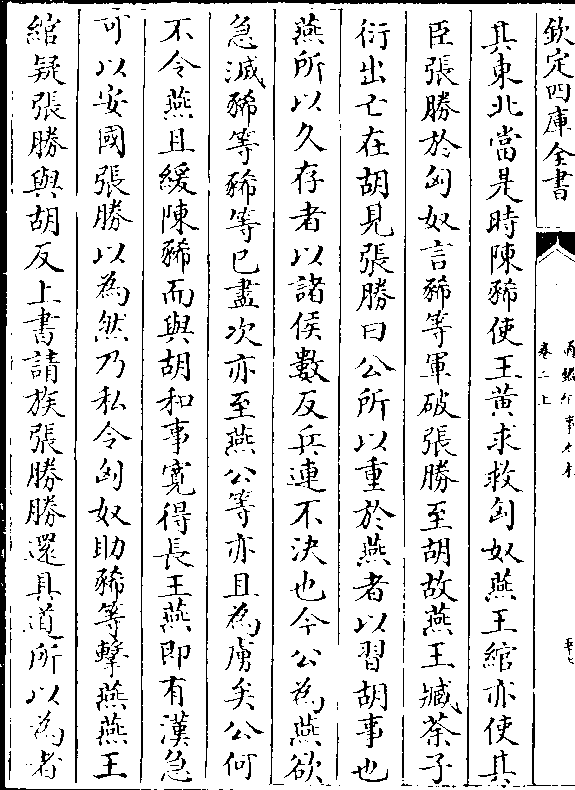 欽定四庫全書
卷二上
其東北當是時陳豨使王黄求救匈奴燕王綰亦使其
臣張勝於匈奴言豨等軍破張勝至胡故燕王臧荼子
衍出亡在胡見張勝曰公所以重於燕者以習胡事也
燕所以久存者以諸侯數反兵連不決也今公為燕欲
急滅豨等豨等已盡次亦至燕公等亦且為虜矣公何
不令燕且緩陳豨而與胡和事寛得長王燕即有漢急
可以安國張勝以為然乃私令匈奴助豨等擊燕燕王
綰疑張勝與胡反上書請族張勝勝還具道所以為者